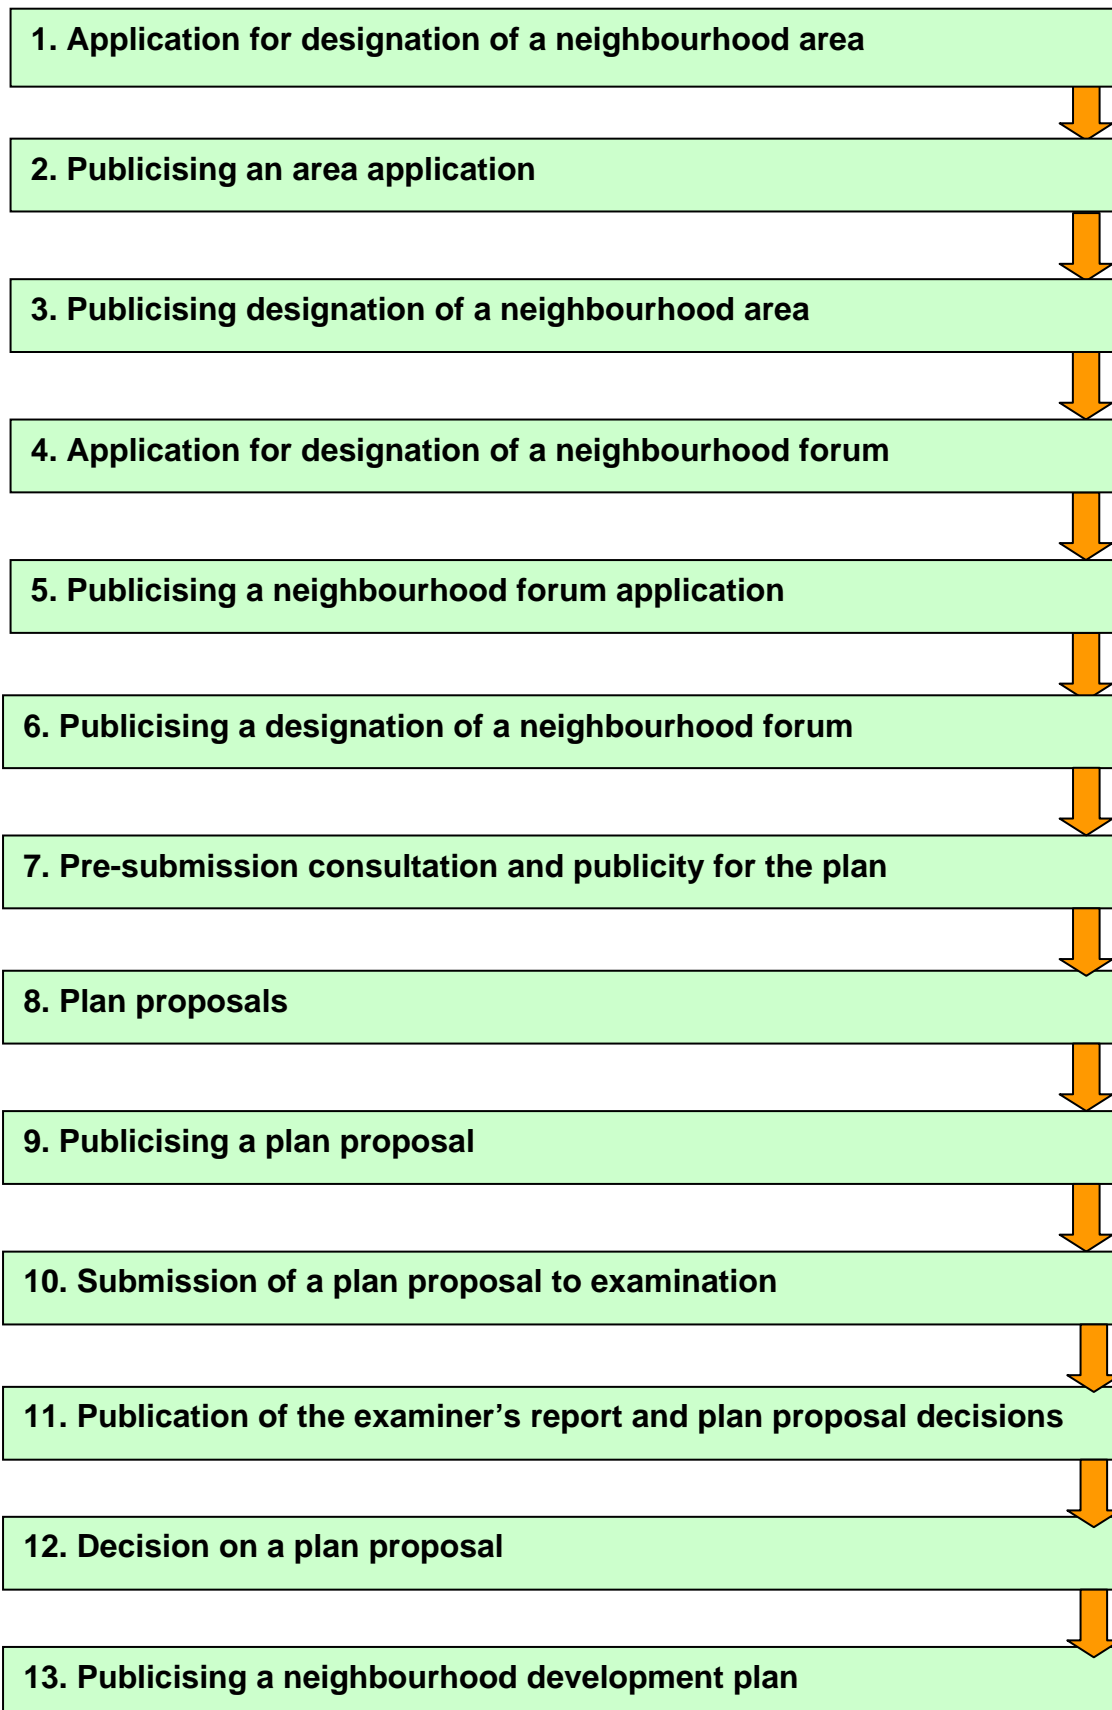 1. Application for designation of a neighbourhood area
2. Publicising an area application
3. Publicising designation of a neighbourhood area
4. Application for designation of a neighbourhood forum
5. Publicising a neighbourhood forum application
6. Publicising a designation of a neighbourhood forum
7. Pre-submission consultation and publicity for the plan
8. Plan proposals
9. Publicising a plan proposal
10. Submission of a plan proposal to examination
11. Publication of the examiner’s report and plan proposal decisions
12. Decision on a plan proposal
13. Publicising a neighbourhood development plan